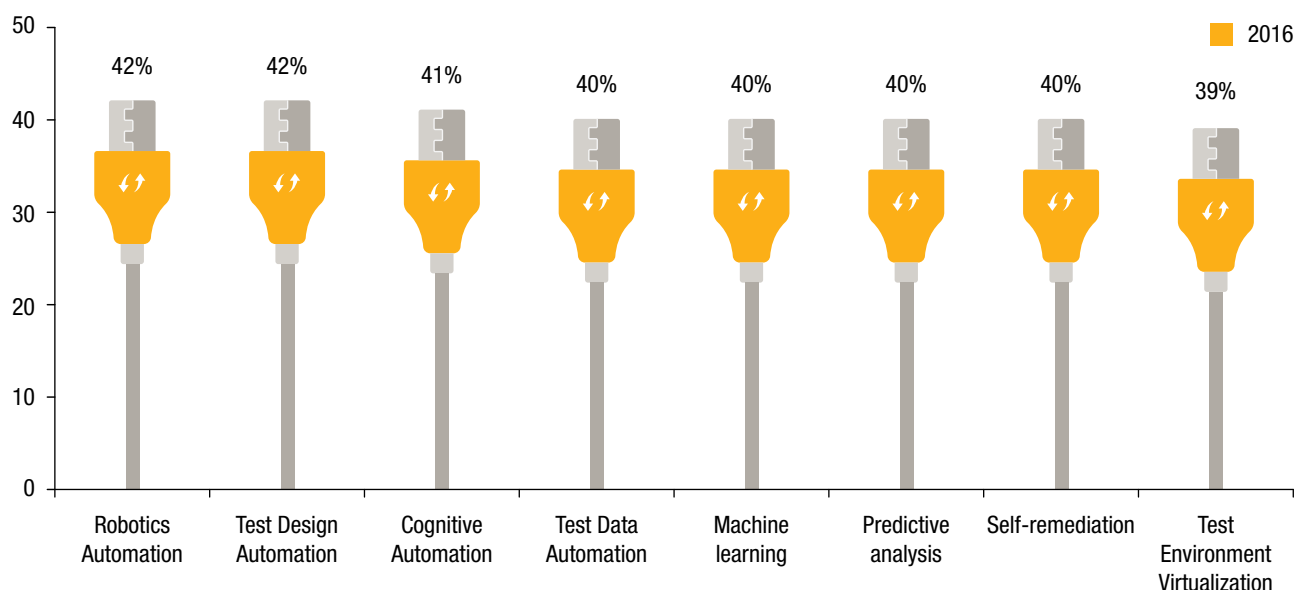 50
2016
42%
42%
41%
40%
40%
40%
40%
39%
40
30
20
10
0
Robotics
Automation
Test Design
Automation
Cognitive
Automation
Test Data
Automation
Machine
learning
Predictive
analysis
Self-remediation
Test
Environment
Virtualization